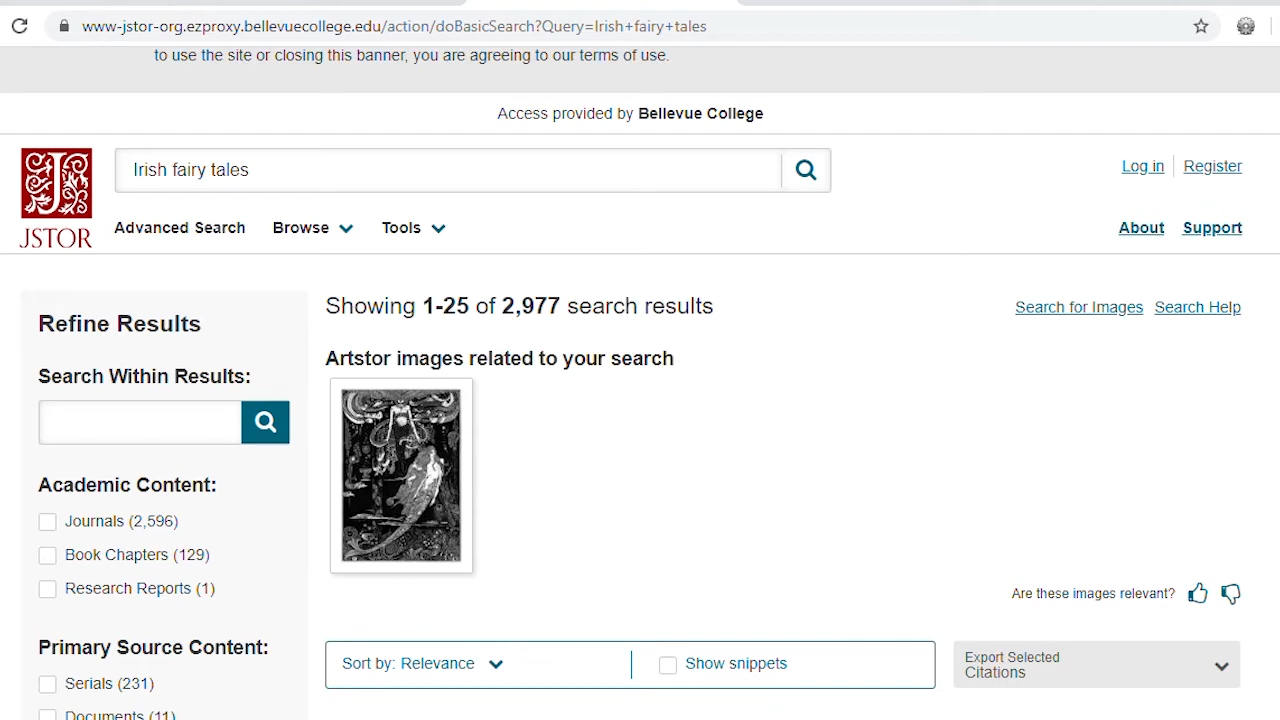 www-jstor-org.ezproxy.bellevuecollege.edu/action/doBasicSearch?Query=Irish+fairy+tales
to use the site or closing this banner, you are agreeing to our terms of use.
Access provided by Bellevue College
Irish fairy tales
Log in
Register
JSTOR
Advanced Search
Browse
Tools
About
Support
Refine Results
Search Within Results:
Academic Content:
Journals (2,596)
Book Chapters (129)
Research Reports (1)
Primary Source Content:
Serials (231)
Documents (11)
Showing 1-25 of 2,977 search results
Search for Images
Search Help
Artstor images related to your search
Are these images relevant?
Sort by: Relevance
Show snippets
Export Selected
Citations